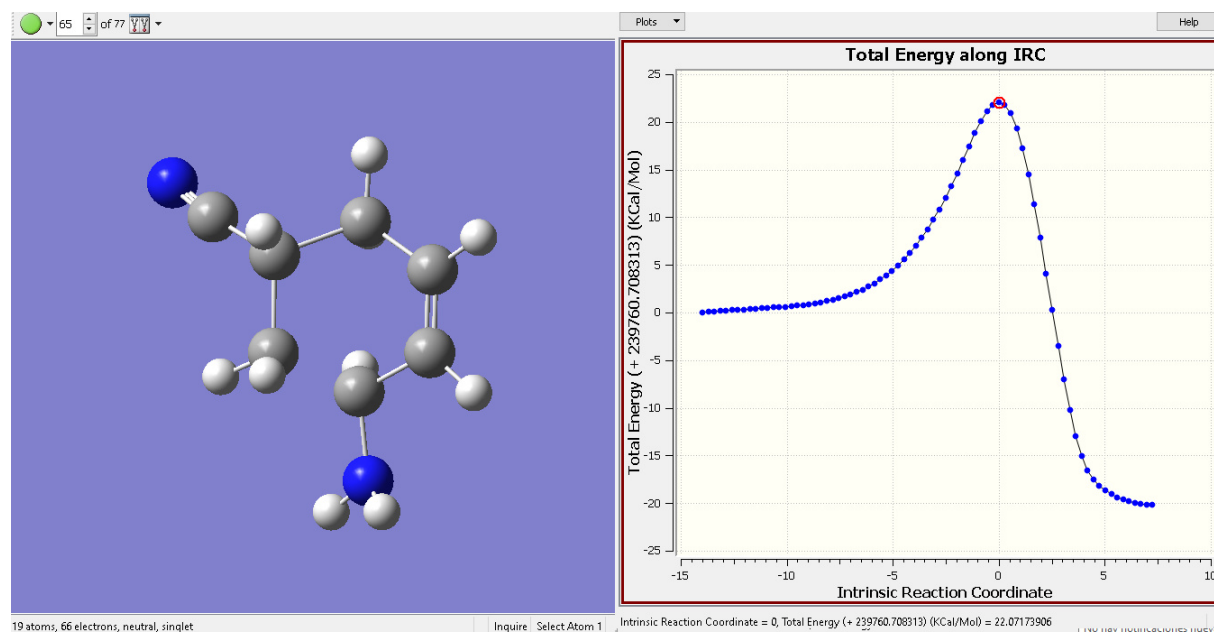 65 of 77
Plots
Help
Total Energy along IRC
Total Energy (+ 239760.708313) (KCal/Mol)
25
20
15
10
5
0
-5
-10
-15
-20
-25
-15
-10
-5
0
5
10
Intrinsic Reaction Coordinate
19 atoms, 66 electrons, neutral, singlet
Inquire Select Atom 1
Intrinsic Reaction Coordinate = 0, Total Energy (+ 239760.708313) (KCal/Mol) = 22.07173906